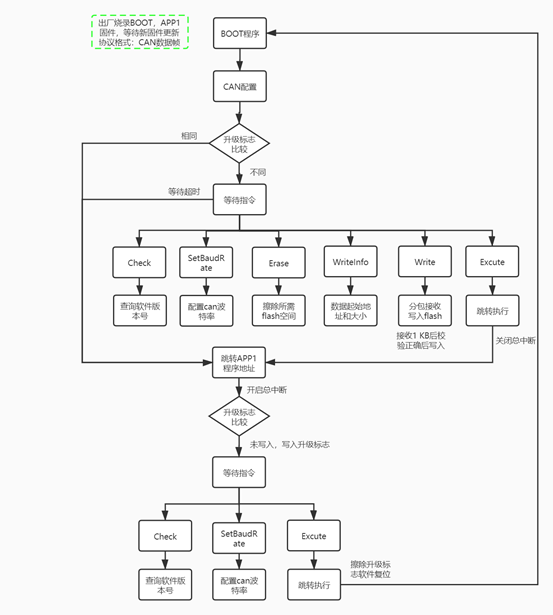 出厂烧录BOOT，APP1
固件，等待新固件更新
协议格式：CAN数据帧
BOOT程序
CAN配置
相同
升级标志
比较
不同
等待超时
等待指令
Check
SetBaudR
ate
Erase
WriteInfo
Write
Excute
查询软件版
本号
配置can波
特率
擦除所需
flash空间
数据起始地
址和大小
分包接收
写入flash
跳转执行
接收1 KB后校
验正确后写入
关闭总中断
跳转APP1
程序地址
开启总中断
升级标志
比较
未写入，写入升级标志
等待指令
Check
SetBaudR
ate
Excute
查询软件版
本号
配置can波
特率
跳转执行
擦除升级标
志软件复位